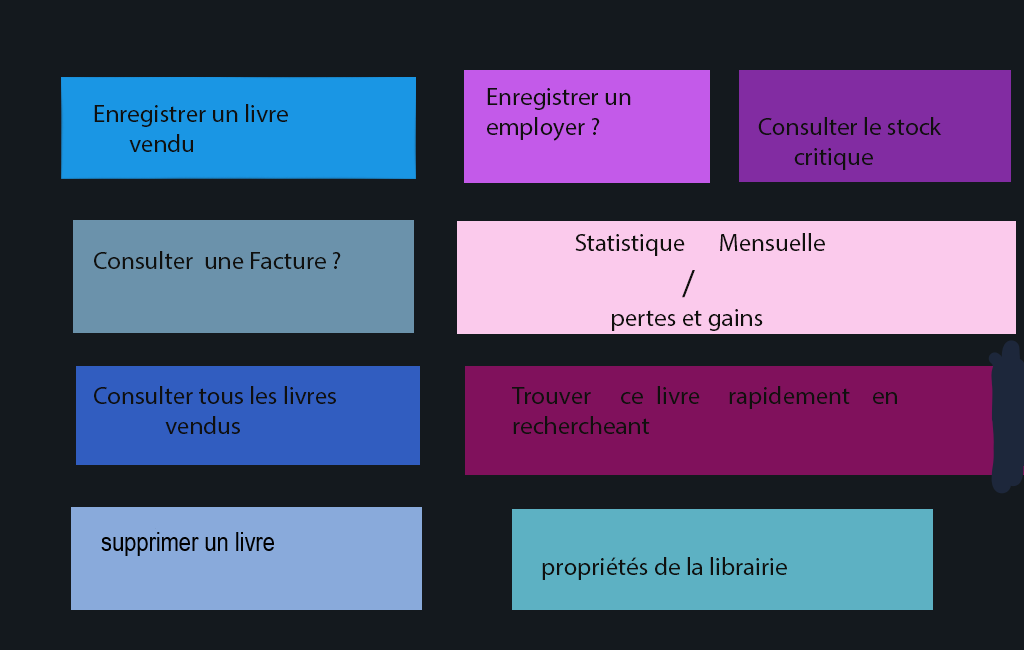 Enregistrer un livre
vendu
Enregistrer un
employer ?
Consulter le stock
critique
Consulter une Facture ?
Statistique Mensuelle
/
pertes et gains
Consulter tous les livres
vendus
Trouver ce livre rapidement en
rechercheant
supprimer un livre
propriétés de la librairie